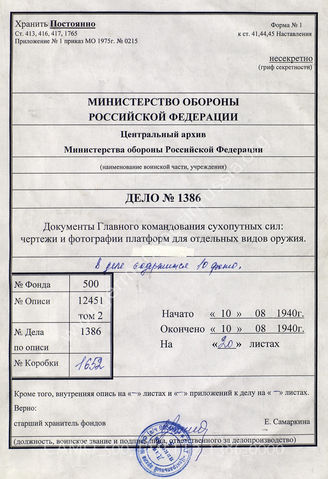 Хранить Постоянно
Форма № 1
Ст. 413, 416, 417, 1765
к ст. 41,44,45 Наставления
Приложение № 1 приказ МО 1975г. № 0215
несекретно
(гриф секретности)
МИНИСТЕРСТВО ОБОРОНЫ
РОССИЙСКОЙ ФЕДЕРАЦИИ
Центральный архив
Министерства обороны Российской Федерации
(наименование воинской части, учреждения)
ДЕЛО № 1386
Документы Главного командования сухопутных сил:
чертежи и фотографии платформ для отдельных видов оружия.
В деле содержится 10 фото.
№ Фонда 500
№ Описи 12451
том 2
№ Дела 1386
по описи
№ Коробки 1652
Начато « 10 » 08 1940г.
Окончено « 10 » 08 1940г.
На «20» листах
Кроме того, внутренняя опись на «—» листах и «—» приложений к делу на «—» листах.
Верно:
старший хранитель фондов Е. Самаркина
(должность, воинское звание и подпись, ответственного за делопроизводство)